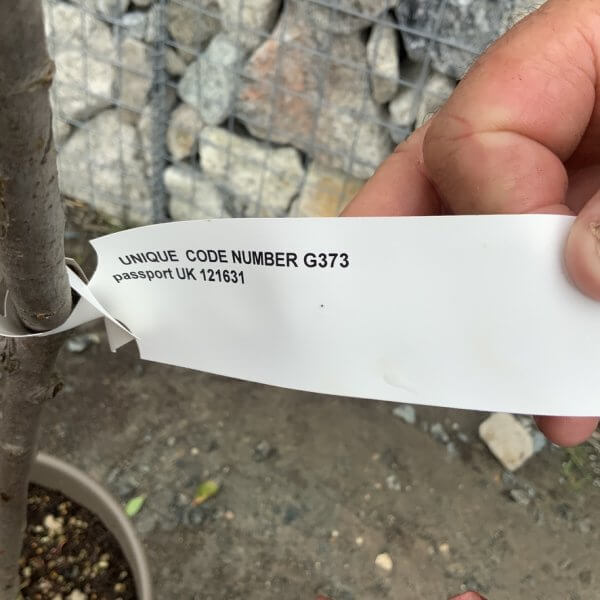 UNIQUE CODE NUMBER G373
passport UK 121631